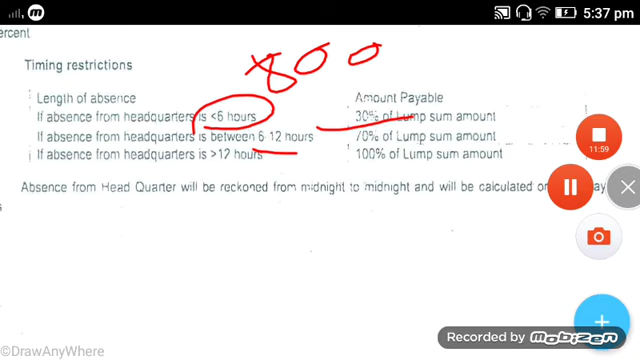 5:37 pm
ercent
800
Timing restrictions
Length of absence Amount Payable
If absence from headquarters is <6 hours 30% of Lump sum amount
If absence from headquarters is between 6-12 hours 70% of Lump sum amount
If absence from headquarters is >12 hours 100% of Lump sum amount
11:59
Absence from Head Quarter will be reckoned from midnight to midnight and will be calculated on ay
s
Recorded by Mobizen
©DrawAnyWhere